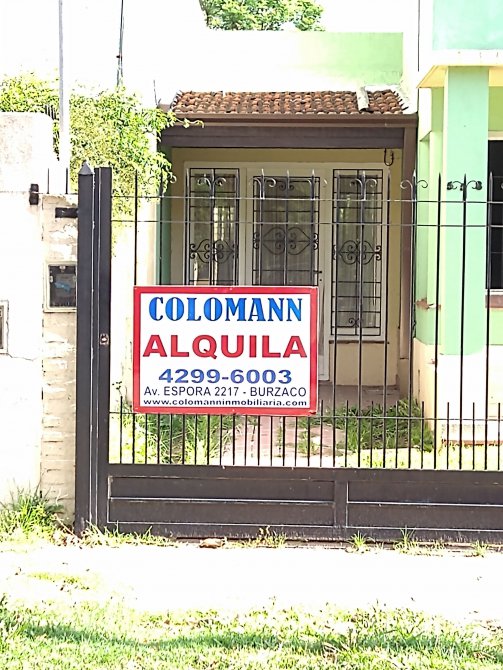 COLOMANN
ALQUILA
4299-6003
Av. ESPORA 2217 - BURZACO
www.colomanninmobiliaria.com